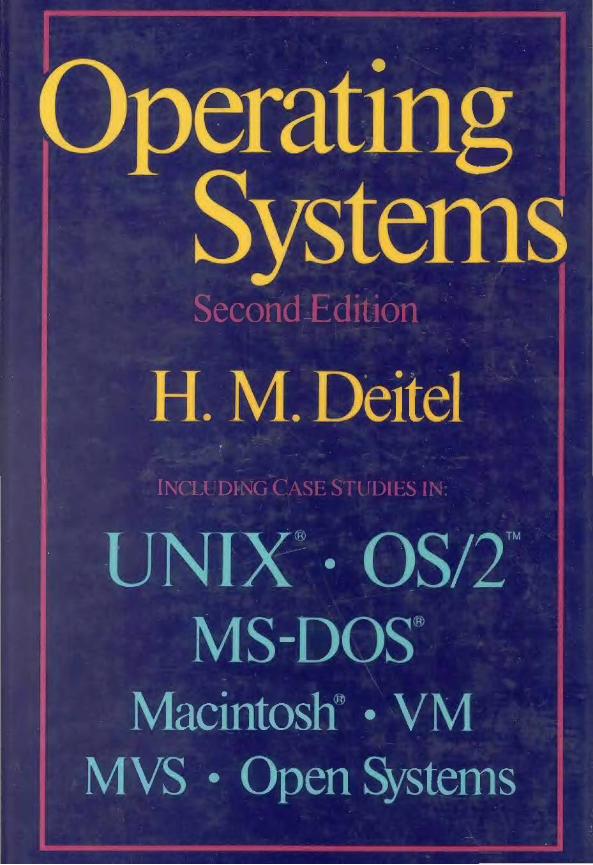 Operating
Systems
Second Edition
H. M. Deitel
INCLUDING CASE STUDIES IN:
UNIX® · OS/2™
MS-DOS®
Macintosh® · VM
MVS · Open Systems